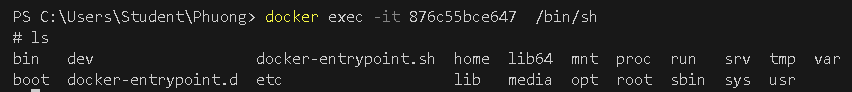 PS C:\Users\Student\Phuong> docker exec -it 876c55bce647  /bin/sh
# ls
bin   dev                  docker-entrypoint.sh  home  lib64  mnt  proc  run   srv  tmp  var
boot  docker-entrypoint.d  etc                   lib   media  opt  root  sbin  sys  usr